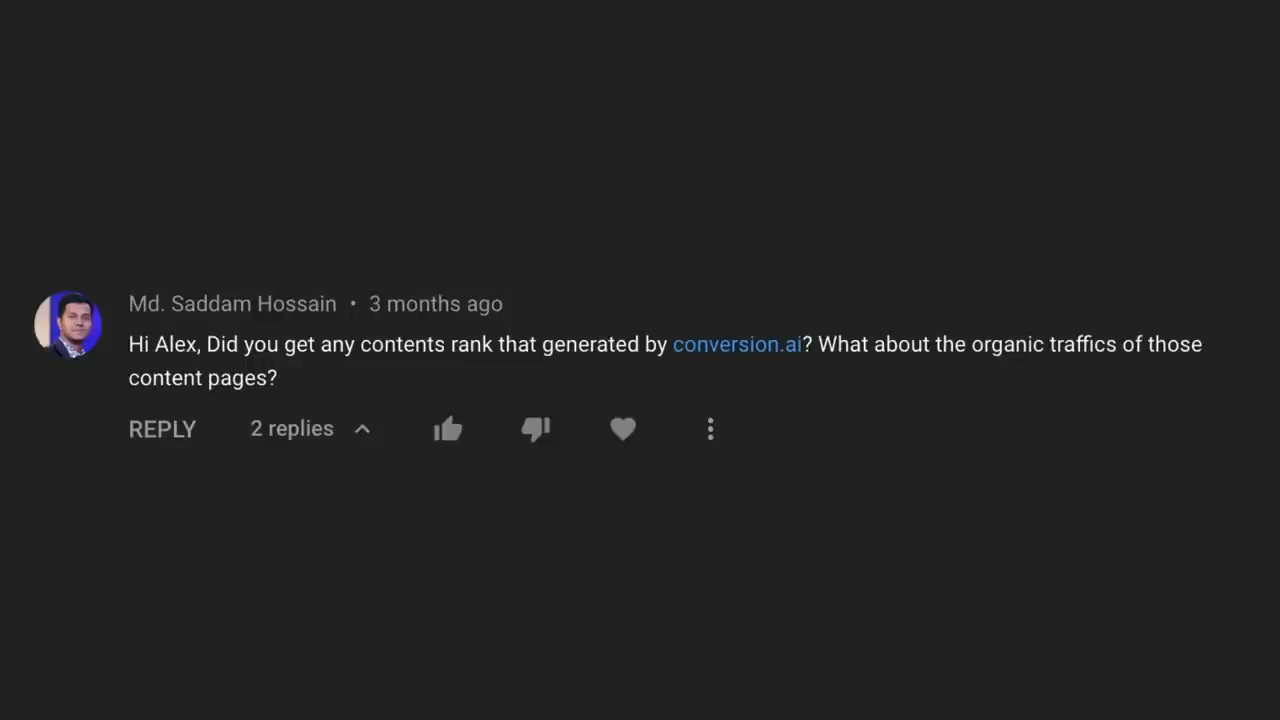 Md. Saddam Hossain • 3 months ago
Hi Alex, Did you get any contents rank that generated by conversion.ai? What about the organic traffics of those
content pages?
REPLY 2 replies